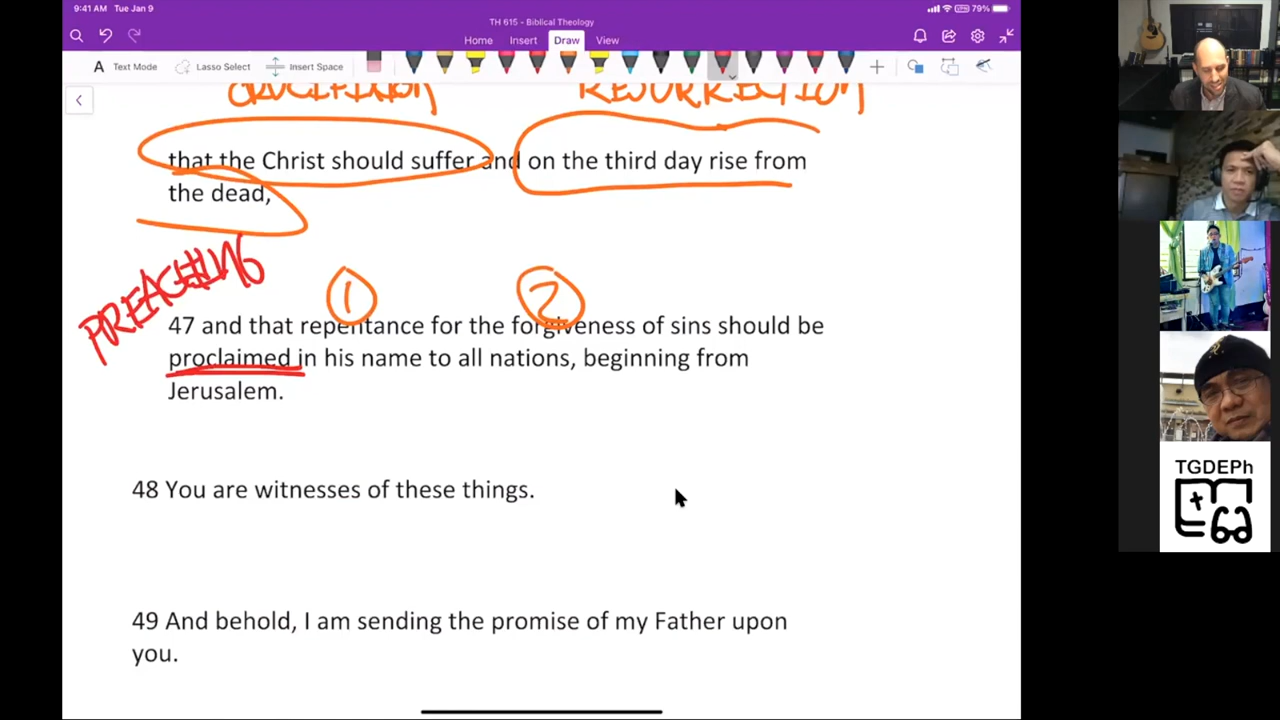 9:41 AM Tue Jan 9
79%
TH 615 - Biblical Theology
Home Insert Draw View
Text Mode Lasso Select Insert Space
CRUCIFIXION RESURRECTION
that the Christ should suffer and on the third day rise from
the dead,
PREACHING
1 2
47 and that repentance for the forgiveness of sins should be
proclaimed in his name to all nations, beginning from
Jerusalem.
48 You are witnesses of these things.
49 And behold, I am sending the promise of my Father upon
you.
TGDEPh